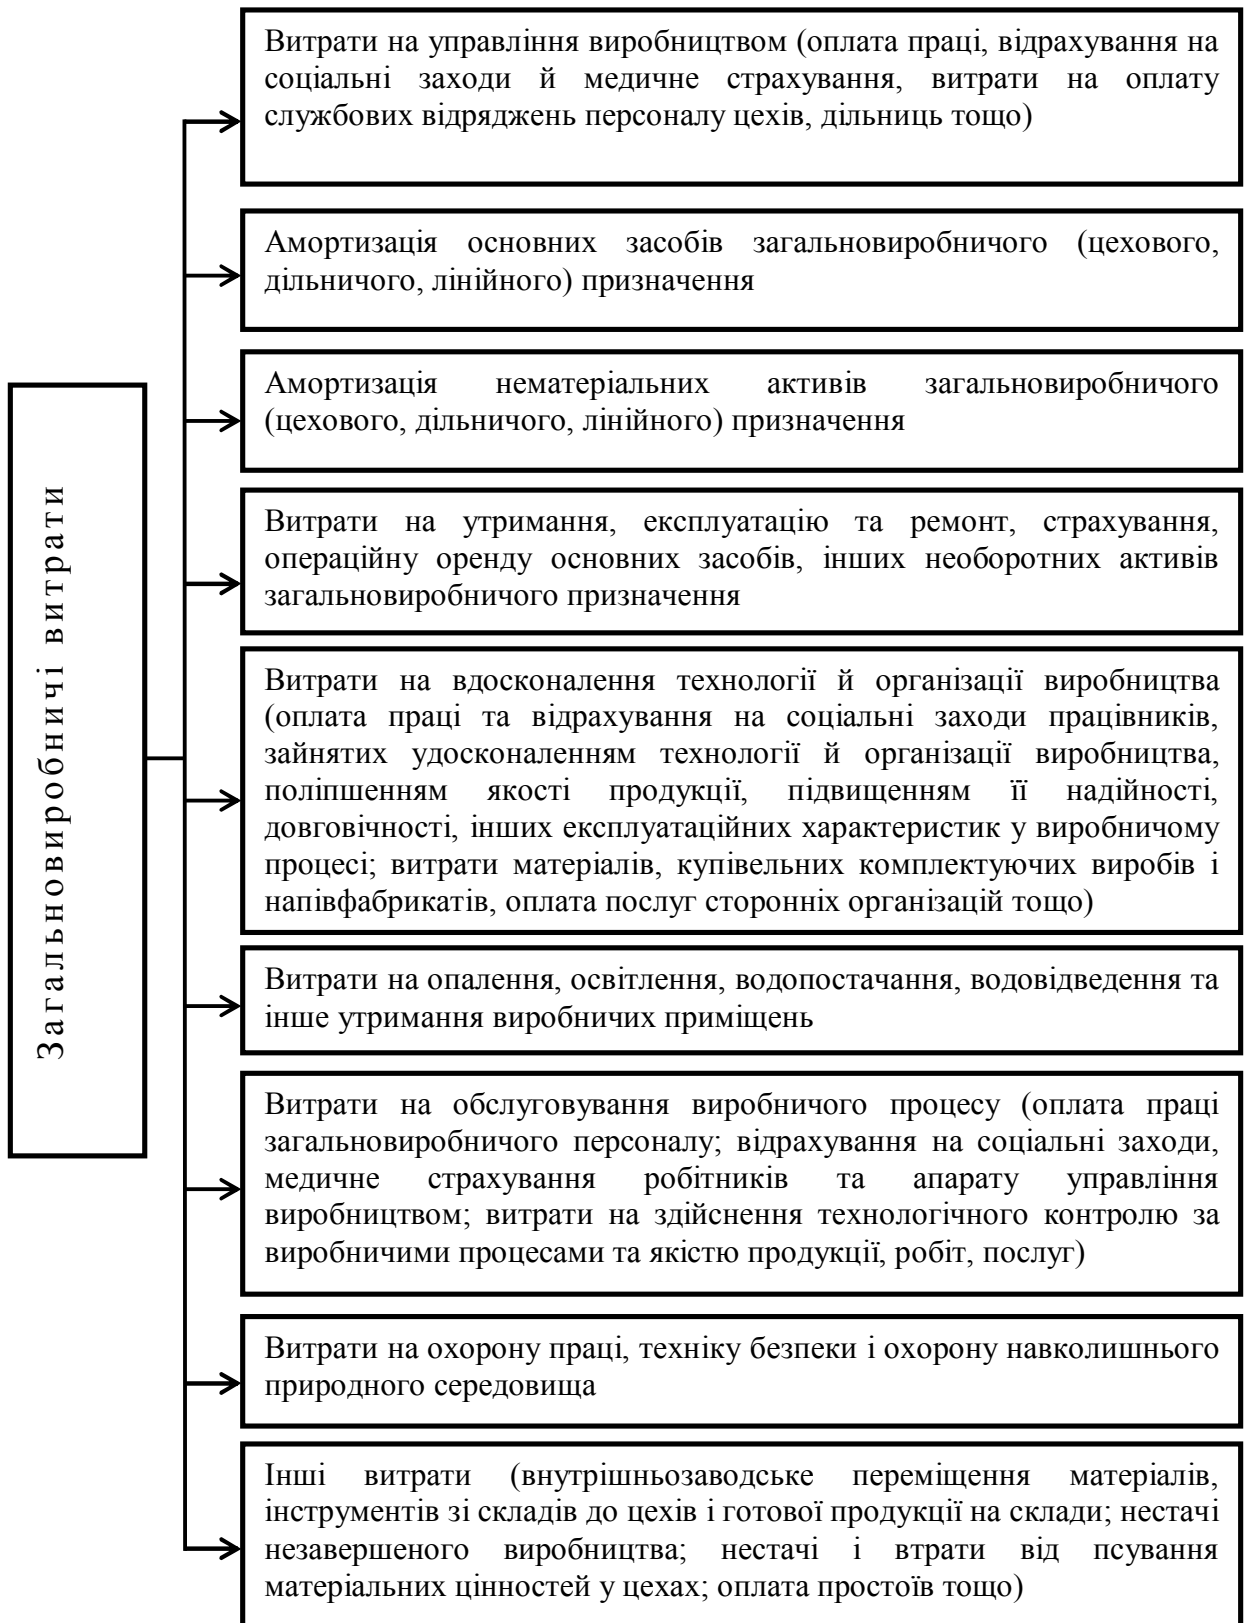 Загальновиробничі витрати
Витрати на управління виробництвом (оплата праці, відрахування на
соціальні заходи й медичне страхування, витрати на оплату
службових відряджень персоналу цехів, дільниць тощо)
Амортизація основних засобів загальновиробничого (цехового,
дільничого, лінійного) призначення
Амортизація нематеріальних активів загальновиробничого
(цехового, дільничого, лінійного) призначення
Витрати на утримання, експлуатацію та ремонт, страхування,
операційну оренду основних засобів, інших необоротних активів
загальновиробничого призначення
Витрати на вдосконалення технології й організації виробництва
(оплата праці та відрахування на соціальні заходи працівників,
зайнятих удосконаленням технології й організації виробництва,
поліпшенням якості продукції, підвищенням її надійності,
довговічності, інших експлуатаційних характеристик у виробничому
процесі; витрати матеріалів, купівельних комплектуючих виробів і
напівфабрикатів, оплата послуг сторонніх організацій тощо)
Витрати на опалення, освітлення, водопостачання, водовідведення та
інше утримання виробничих приміщень
Витрати на обслуговування виробничого процесу (оплата праці
загальновиробничого персоналу; відрахування на соціальні заходи,
медичне страхування робітників та апарату управління
виробництвом; витрати на здійснення технологічного контролю за
виробничими процесами та якістю продукції, робіт, послуг)
Витрати на охорону праці, техніку безпеки і охорону навколишнього
природного середовища
Інші витрати (внутрішньозаводське переміщення матеріалів,
інструментів зі складів до цехів і готової продукції на склади; нестачі
незавершеного виробництва; нестачі і втрати від псування
матеріальних цінностей у цехах; оплата простоїв тощо)